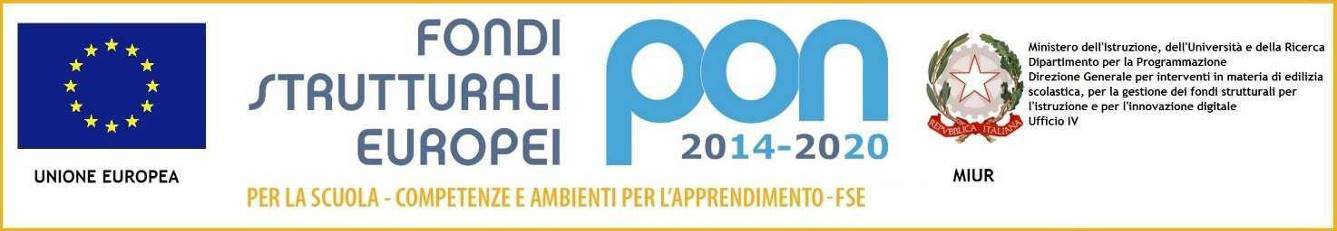 UNIONE EUROPEA
FONDI
STRUTTURALI
EUROPEI
pon
2014-2020
PER LA SCUOLA - COMPETENZE E AMBIENTI PER L'APPRENDIMENTO-FSE
REPVBBLICA ITALIANA
MIUR
Ministero dell'Istruzione, dell'Università e della Ricerca
Dipartimento per la Programmazione
Direzione Generale per interventi in materia di edilizia
scolastica, per la gestione dei fondi strutturali per
l'istruzione e per l'innovazione digitale
Ufficio IV